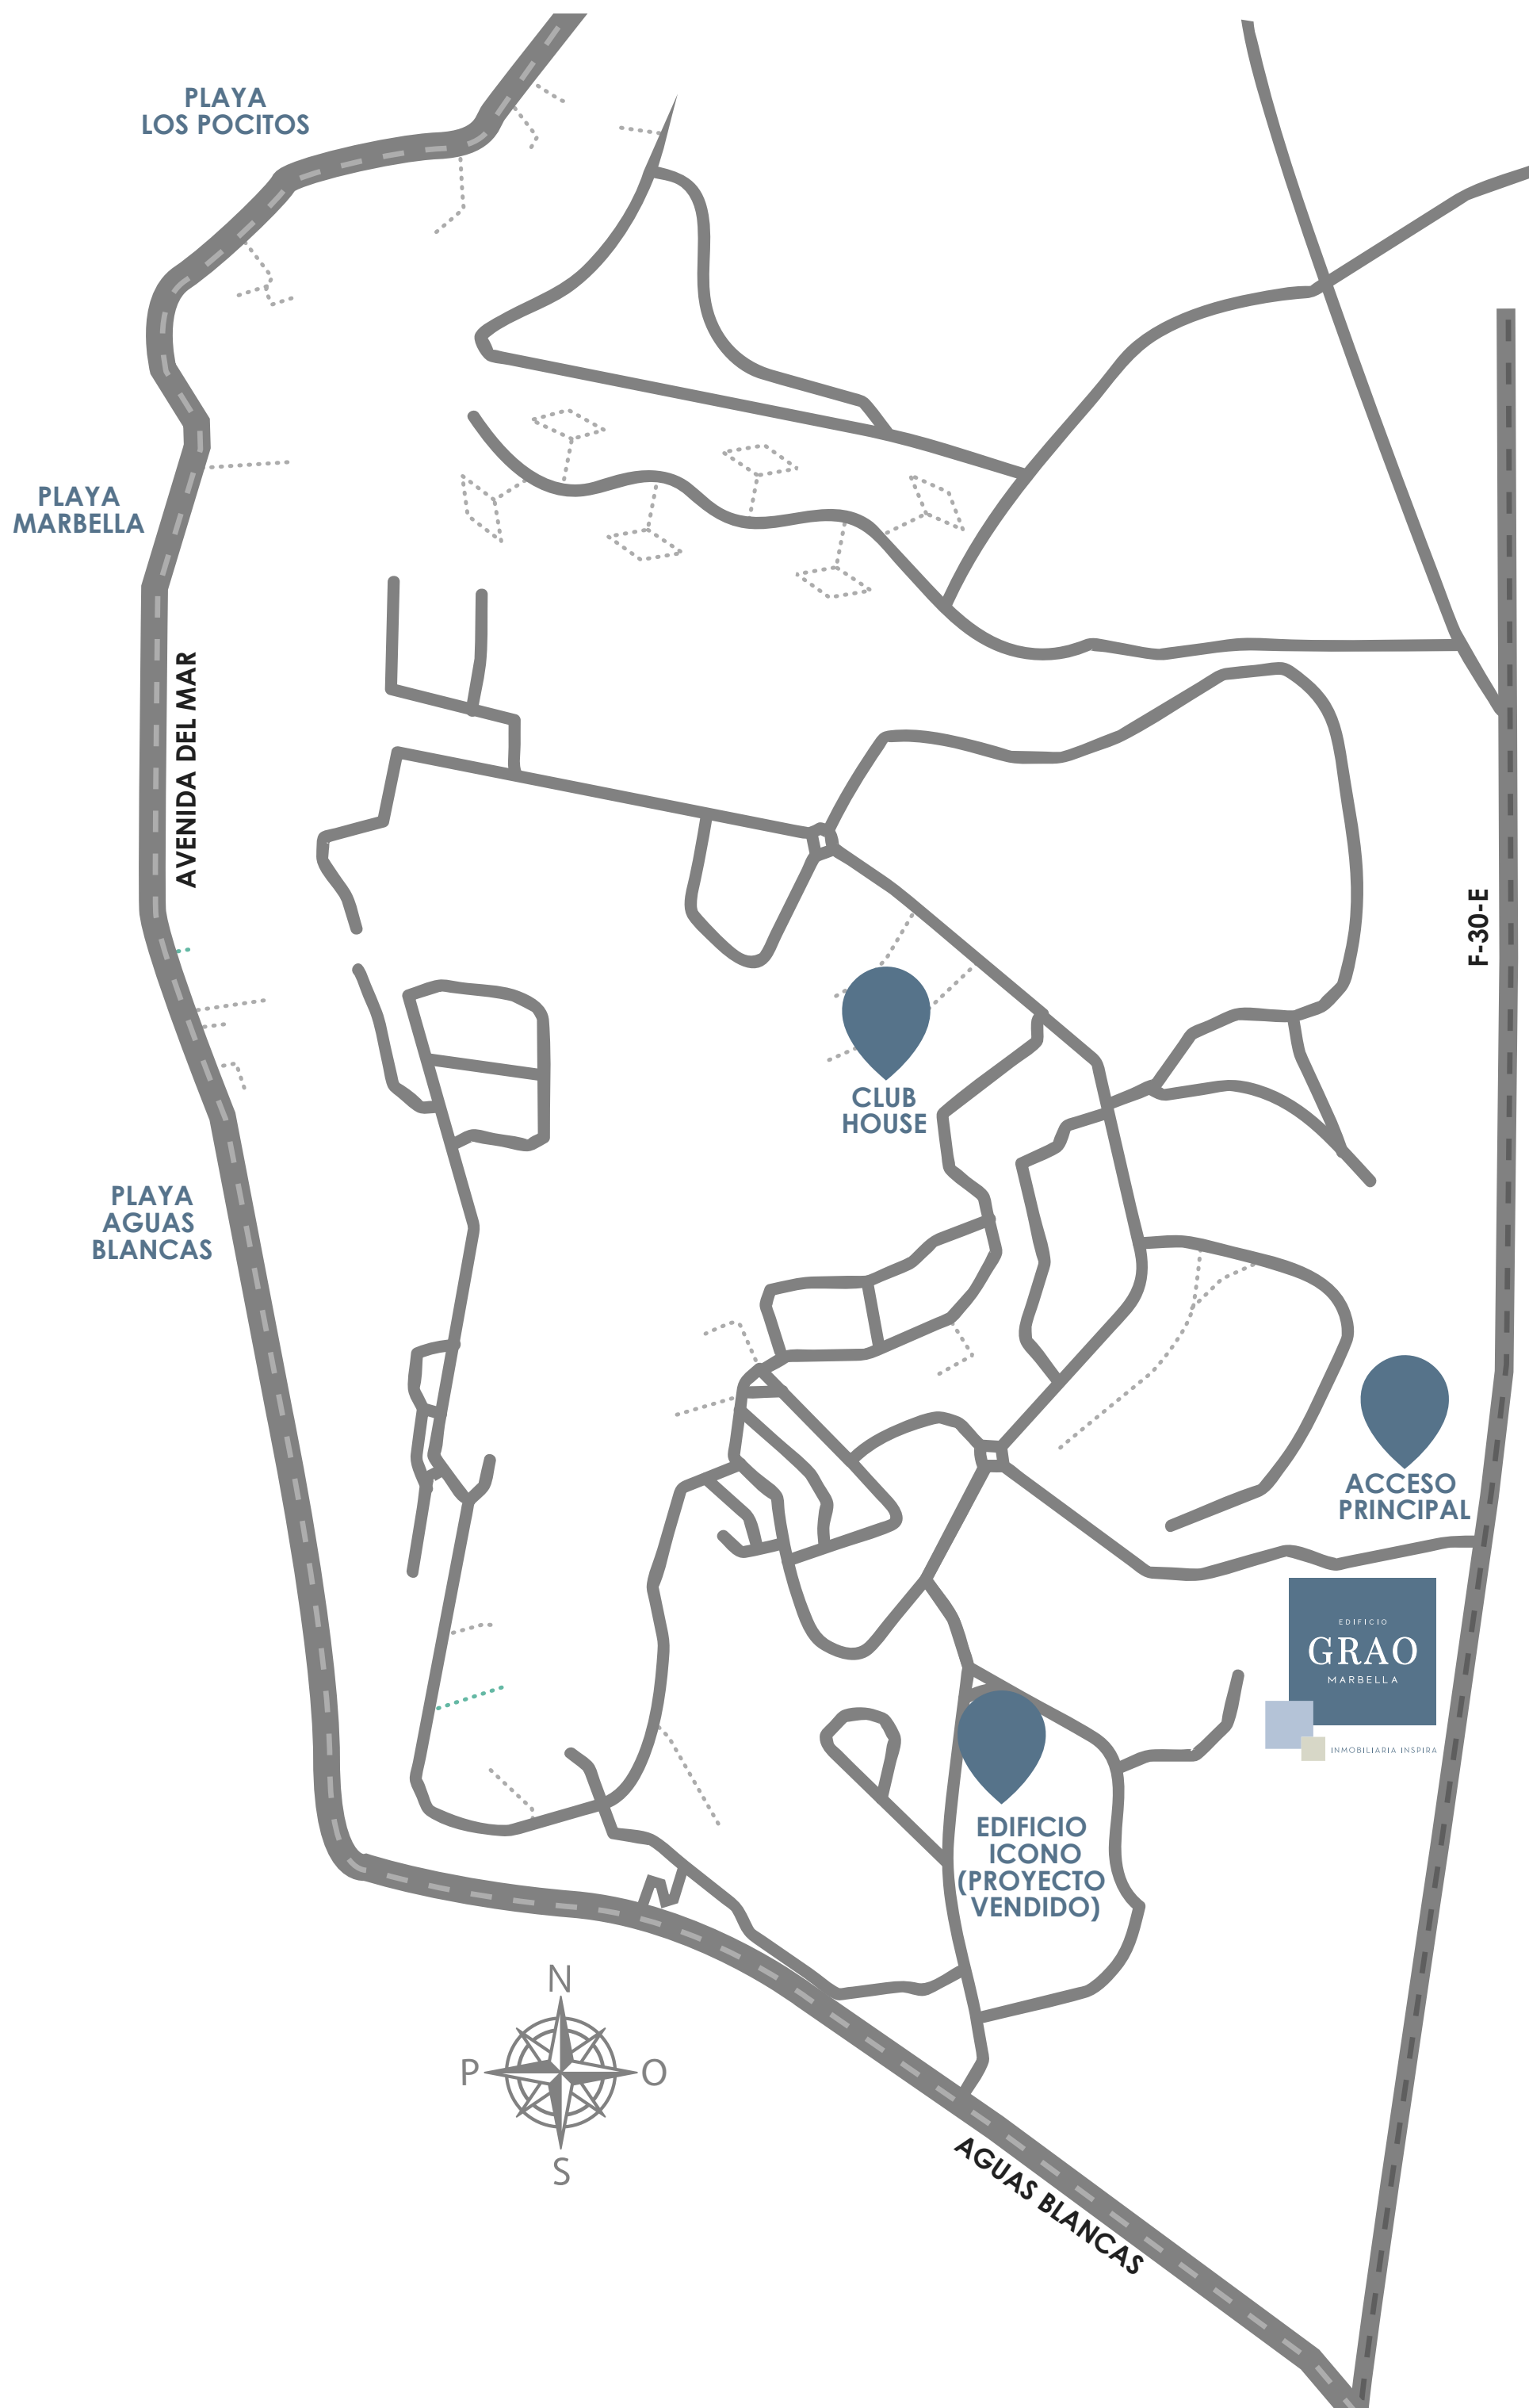 PLAYA
LOS POCITOS
PLAYA
MARBELLA
AVENIDA DEL MAR
F-30-E
CLUB
HOUSE
PLAYA
AGUAS
BLANCAS
ACCESO
PRINCIPAL
EDIFICIO
GRAO
MARBELLA
INMOBILIARIA INSPIRA
EDIFICIO
ICONO
(PROYECTO
VENDIDO)
N
P
O
S
AGUAS BLANCAS